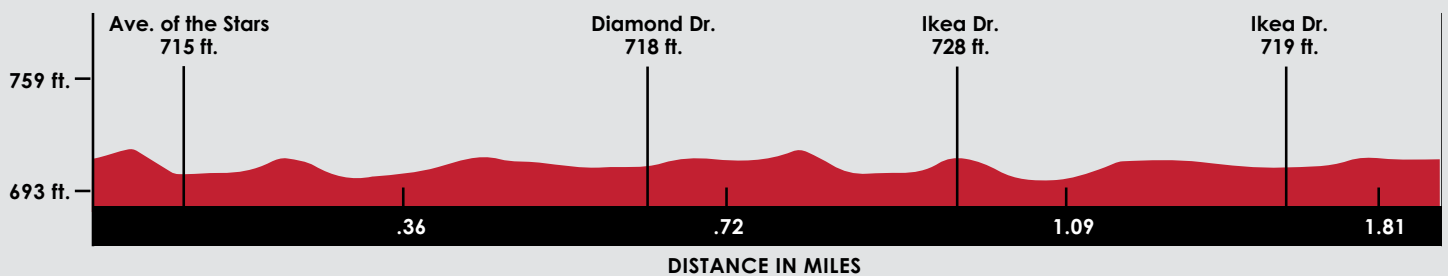 Ave. of the Stars
715 ft.
Diamond Dr.
718 ft.
Ikea Dr.
728 ft.
Ikea Dr.
719 ft.
759 ft.
693 ft.
.36
.72
1.09
1.81
DISTANCE IN MILES